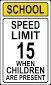 SCHOOL
SPEED
LIMIT
15
WHEN
CHILDREN
ARE PRESENT